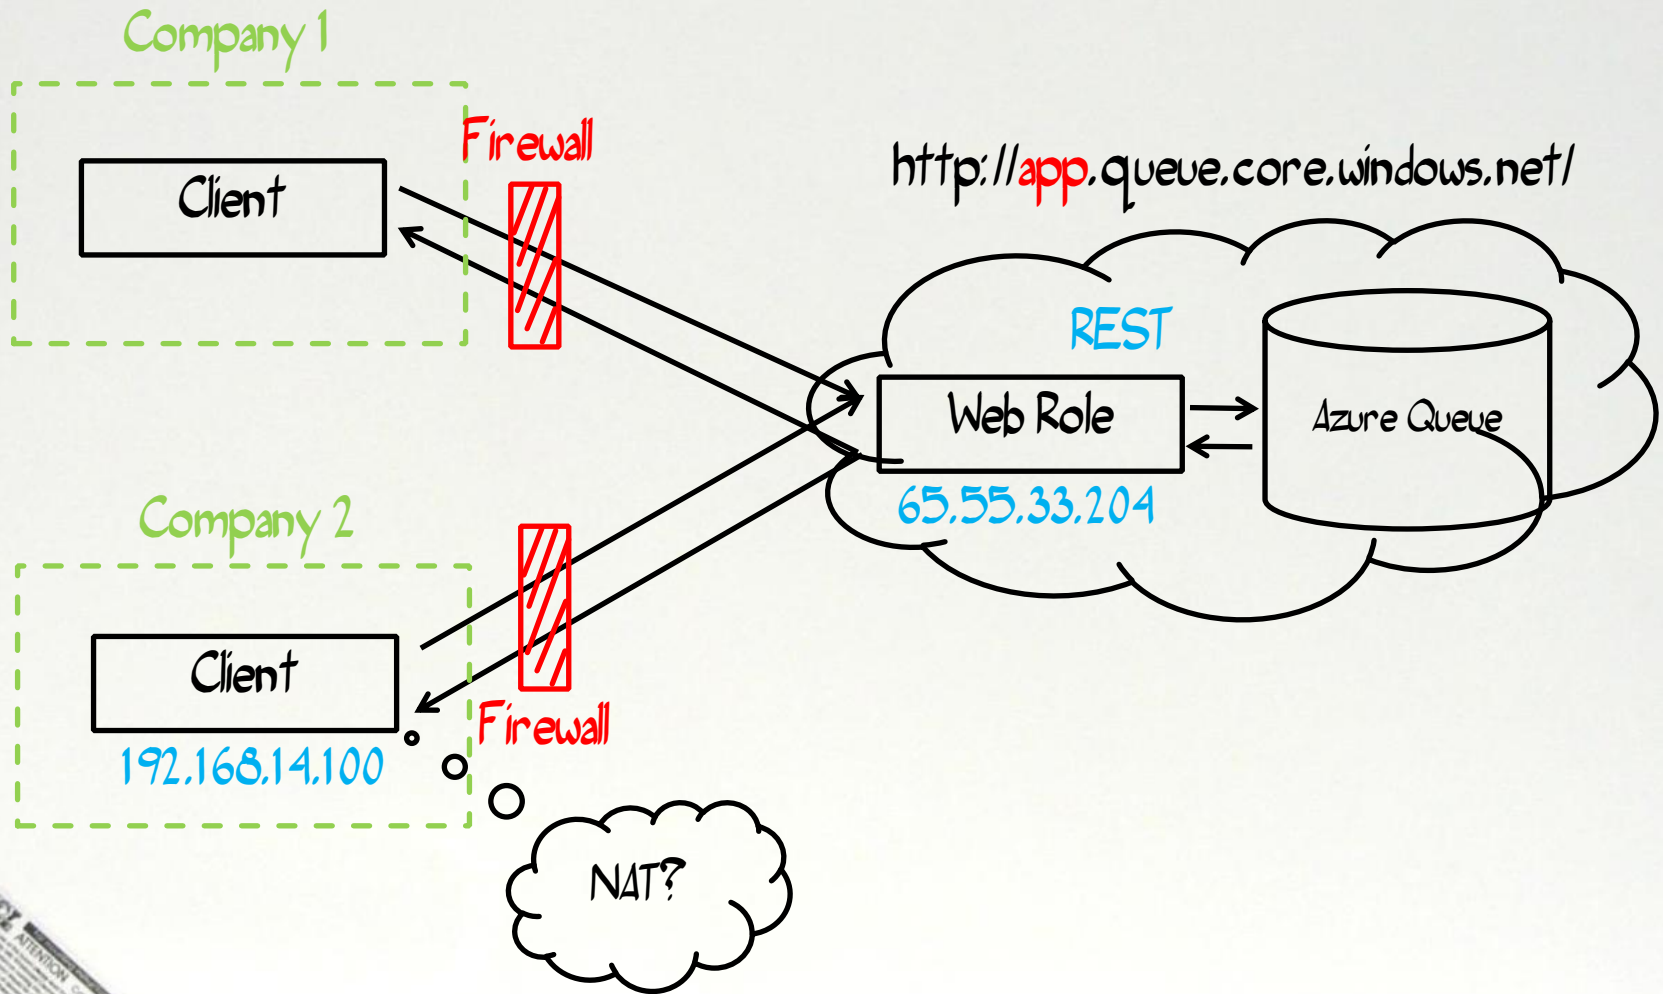 Company 1
Firewall
Client
http://app.queue.core.windows.net/
REST
Web Role
Azure Queue
65.55.33.204
Company 2
Client
Firewall
192.168.14.100
NAT?
ATTENTION